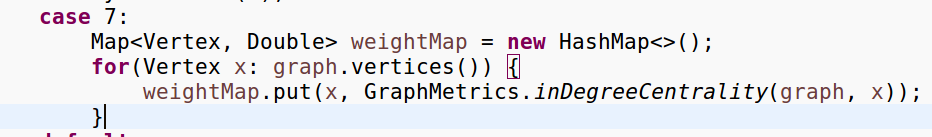 case 7:
Map<Vertex, Double> weightMap = new HashMap<>();
for(Vertex x: graph.vertices()) {
weightMap.put(x, GraphMetrics.inDegreeCentrality(graph, x));
}